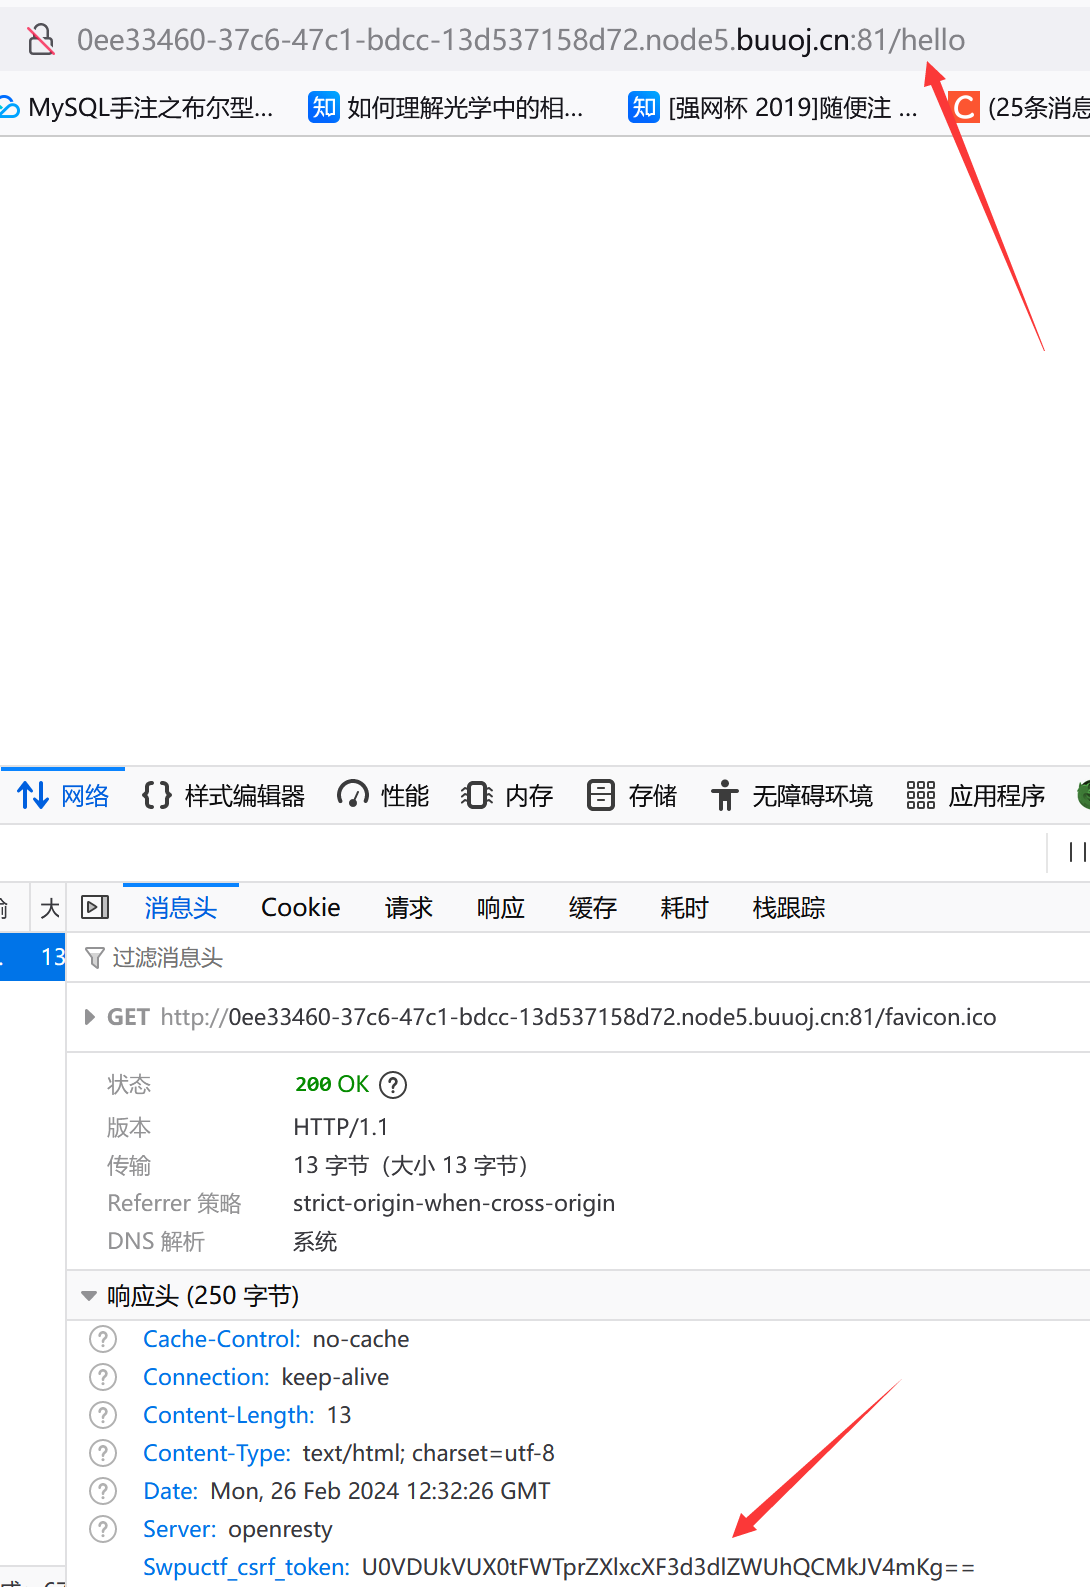 0ee33460-37c6-47c1-bdcc-13d537158d72.node5.buuoj.cn:81/hello
MySQL手注之布尔型... 知 如何理解光学中的相... 知 [强网杯 2019]随便注 ... C (25条消息
网络 {} 样式编辑器 性能 内存 存储 无障碍环境 应用程序
大 消息头 Cookie 请求 响应 缓存 耗时 栈跟踪
13 过滤消息头
GET http://0ee33460-37c6-47c1-bdcc-13d537158d72.node5.buuoj.cn:81/favicon.ico
状态 200 OK ?
版本 HTTP/1.1
传输 13 字节（大小 13 字节）
Referrer 策略 strict-origin-when-cross-origin
DNS 解析 系统
响应头 (250 字节)
? Cache-Control: no-cache
? Connection: keep-alive
? Content-Length: 13
? Content-Type: text/html; charset=utf-8
? Date: Mon, 26 Feb 2024 12:32:26 GMT
? Server: openresty
Swpuctf_csrf_token: U0VDUkVUX0tFWTprZXlxcXF3d3dlZWUhQCMkJV4mKg==